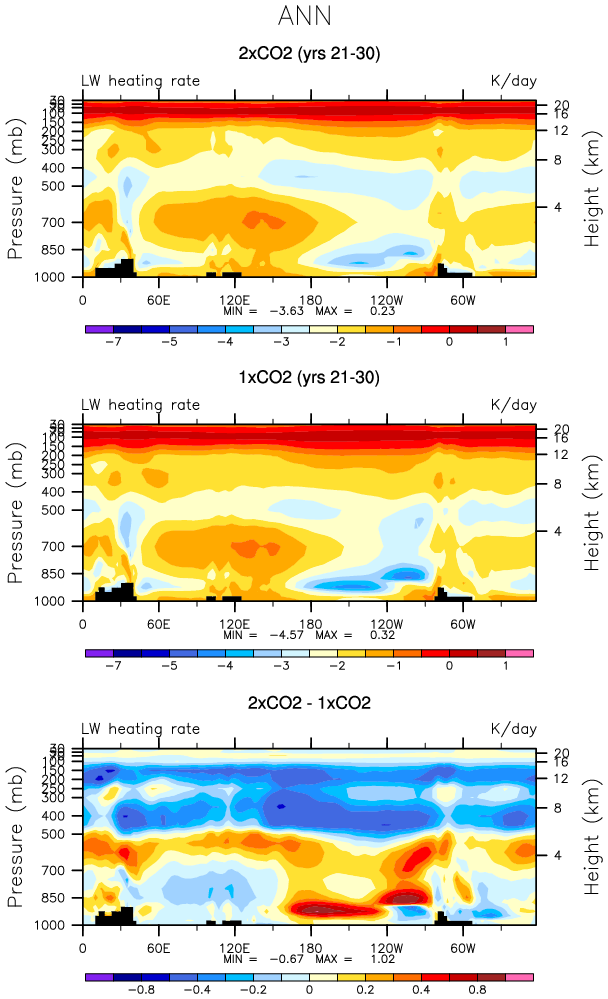 ANN
2xCO2 (yrs 21-30)
LW heating rate K/day
Pressure (mb)
30
100
150
200
250
300
400
500
700
850
1000
20
16
12
8
4
Height (km)
0 60E 120E 180 120W 60W
MIN = -3.63 MAX = 0.23
-7 -5 -4 -3 -2 -1 0 1
1xCO2 (yrs 21-30)
LW heating rate K/day
Pressure (mb)
30
100
150
200
250
300
400
500
700
850
1000
20
16
12
8
4
Height (km)
0 60E 120E 180 120W 60W
MIN = -4.57 MAX = 0.32
-7 -5 -4 -3 -2 -1 0 1
2xCO2 - 1xCO2
LW heating rate K/day
Pressure (mb)
30
100
150
200
250
300
400
500
700
850
1000
20
16
12
8
4
Height (km)
0 60E 120E 180 120W 60W
MIN = -0.67 MAX = 1.02
-0.8 -0.4 -0.2 0 0.2 0.4 0.8